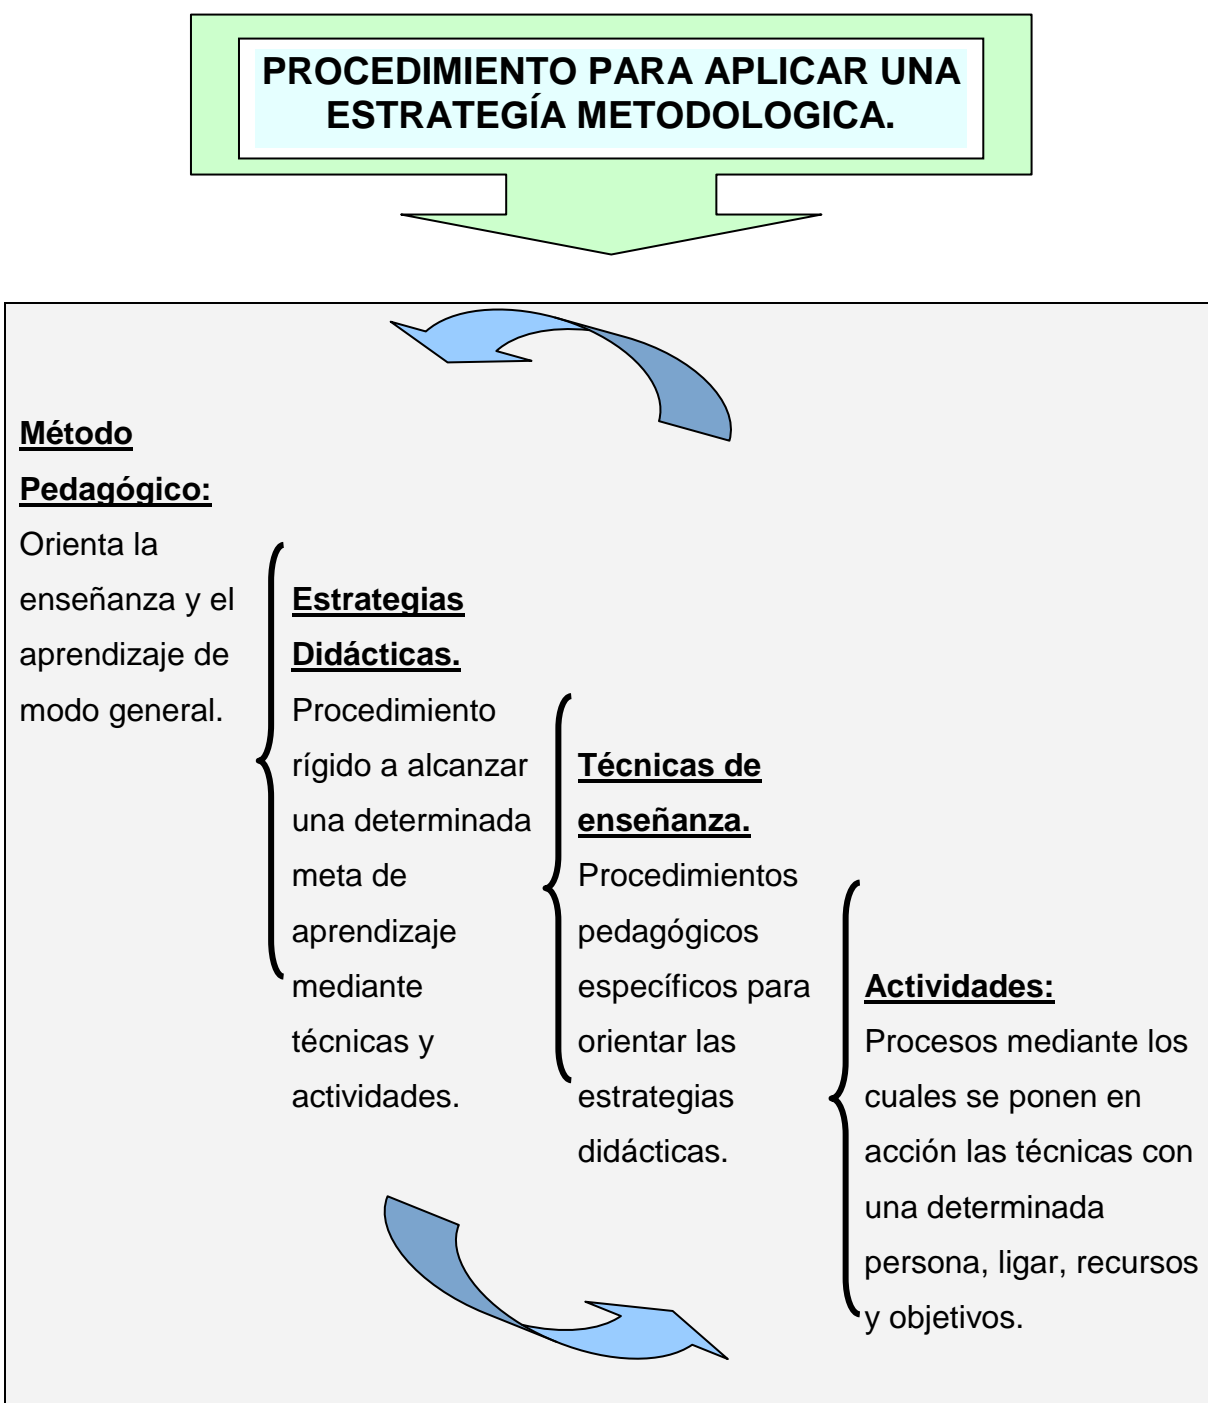 PROCEDIMIENTO PARA APLICAR UNA
ESTRATEGÍA METODOLOGICA.
Método
Pedagógico:
Orienta la
enseñanza y el
aprendizaje de
modo general.
Estrategias
Didácticas.
Procedimiento
rígido a alcanzar
una determinada
meta de
aprendizaje
mediante
técnicas y
actividades.
Técnicas de
enseñanza.
Procedimientos
pedagógicos
específicos para
orientar las
estrategias
didácticas.
Actividades:
Procesos mediante los
cuales se ponen en
acción las técnicas con
una determinada
persona, ligar, recursos
y objetivos.